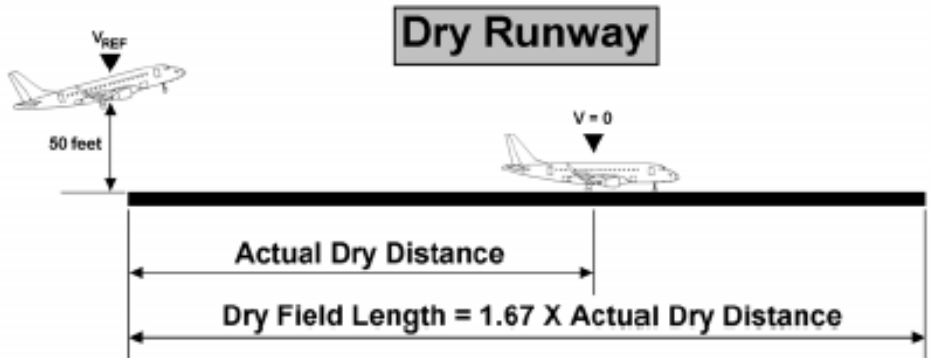 Dry Runway
VREF
50 feet
V = 0
Actual Dry Distance
Dry Field Length = 1.67 X Actual Dry Distance